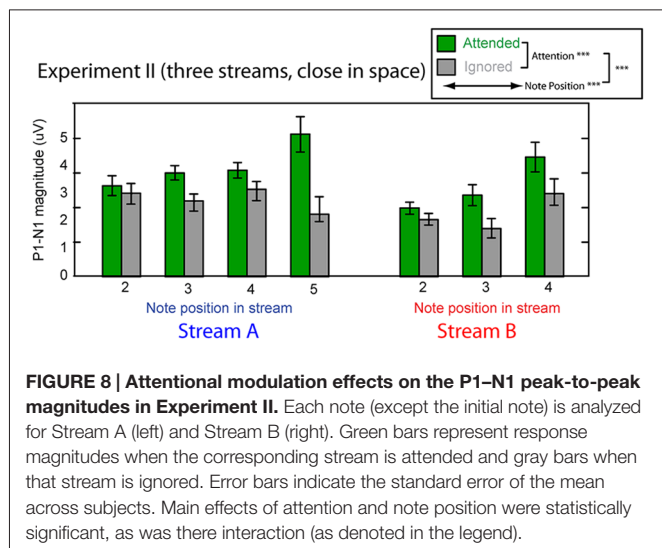 Attended
Ignored
Attention ***
***
Note Position ***
Experiment II (three streams, close in space)
P1-N1 magnitude (uV)
5
4
3
2
1
0
2 3 4 5 2 3 4
Note position in stream Note position in stream
Stream A Stream B
FIGURE 8 | Attentional modulation effects on the P1–N1 peak-to-peak
magnitudes in Experiment II. Each note (except the initial note) is analyzed
for Stream A (left) and Stream B (right). Green bars represent response
magnitudes when the corresponding stream is attended and gray bars when
that stream is ignored. Error bars indicate the standard error of the mean
across subjects. Main effects of attention and note position were statistically
significant, as was there interaction (as denoted in the legend).